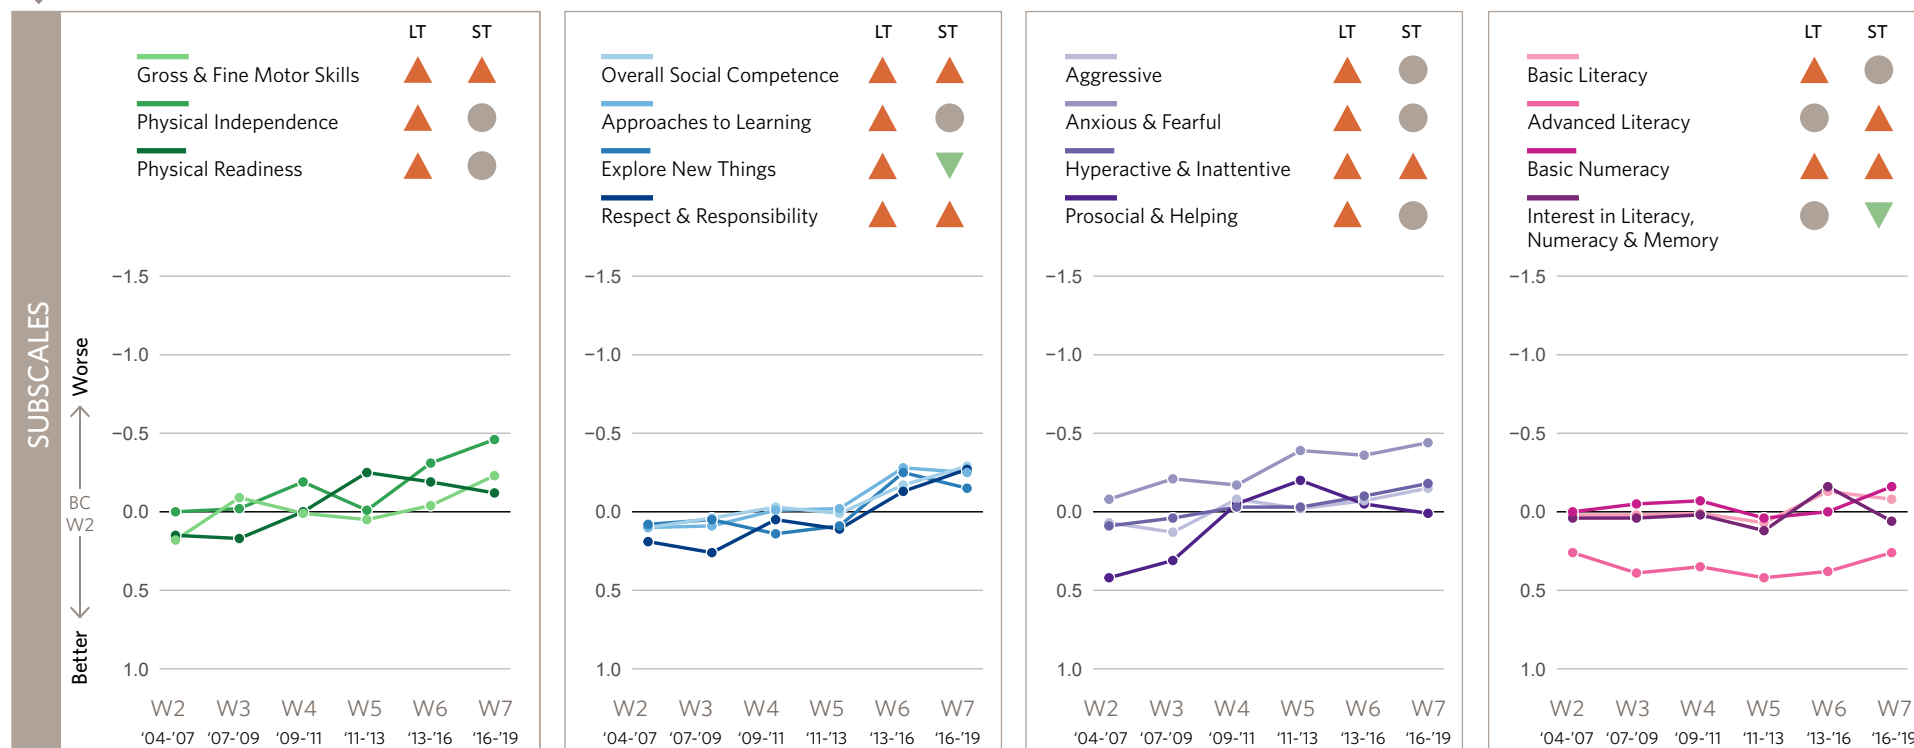 SUBSCALES
Worse
BC
W2
Better
LT ST
Gross & Fine Motor Skills
Physical Independence
Physical Readiness
−1.5
−1.0
−0.5
0.0
0.5
1.0
W2 W3 W4 W5 W6 W7
‘04-’07 ‘07-’09 ‘09-’11 ‘11-’13 ‘13-’16 ‘16-’19
LT ST
Overall Social Competence
Approaches to Learning
Explore New Things
Respect & Responsibility
−1.5
−1.0
−0.5
0.0
0.5
1.0
W2 W3 W4 W5 W6 W7
‘04-’07 ‘07-’09 ‘09-’11 ‘11-’13 ‘13-’16 ‘16-’19
LT ST
Aggressive
Anxious & Fearful
Hyperactive & Inattentive
Prosocial & Helping
−1.5
−1.0
−0.5
0.0
0.5
1.0
W2 W3 W4 W5 W6 W7
‘04-’07 ‘07-’09 ‘09-’11 ‘11-’13 ‘13-’16 ‘16-’19
LT ST
Basic Literacy
Advanced Literacy
Basic Numeracy
Interest in Literacy,
Numeracy & Memory
−1.5
−1.0
−0.5
0.0
0.5
1.0
W2 W3 W4 W5 W6 W7
‘04-’07 ‘07-’09 ‘09-’11 ‘11-’13 ‘13-’16 ‘16-’19